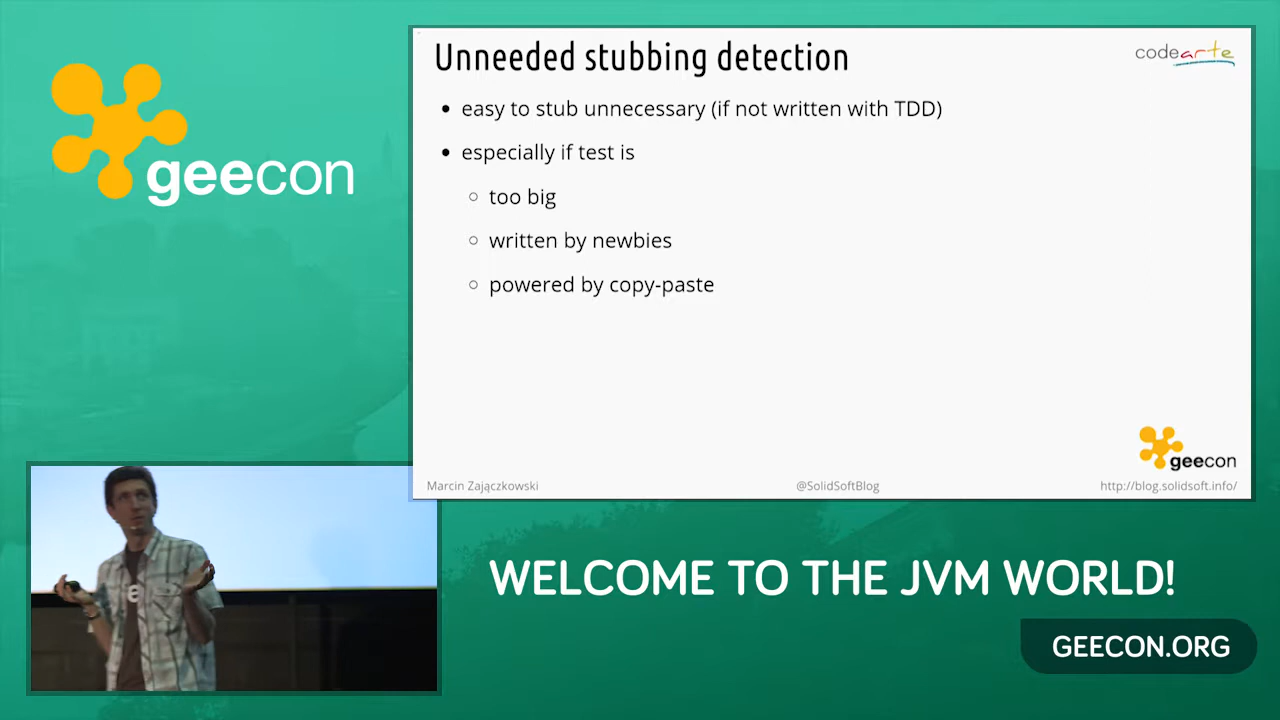 geecon
Unneeded stubbing detection
codearte
easy to stub unnecessary (if not written with TDD)
especially if test is
too big
written by newbies
powered by copy-paste
geecon
Marcin Zajączkowski
@SolidSoftBlog
http://blog.solidsoft.info/
WELCOME TO THE JVM WORLD!
GEECON.ORG